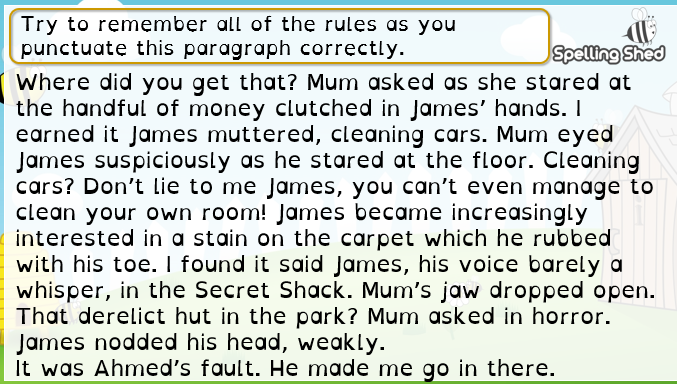 Try to remember all of the rules as you
punctuate this paragraph correctly.
Spelling Shed
Where did you get that? Mum asked as she stared at
the handful of money clutched in James’ hands. I
earned it James muttered, cleaning cars. Mum eyed
James suspiciously as he stared at the floor. Cleaning
cars? Don’t lie to me James, you can’t even manage to
clean your own room! James became increasingly
interested in a stain on the carpet which he rubbed
with his toe. I found it said James, his voice barely a
whisper, in the Secret Shack. Mum’s jaw dropped open.
That derelict hut in the park? Mum asked in horror.
James nodded his head, weakly.
It was Ahmed’s fault. He made me go in there.